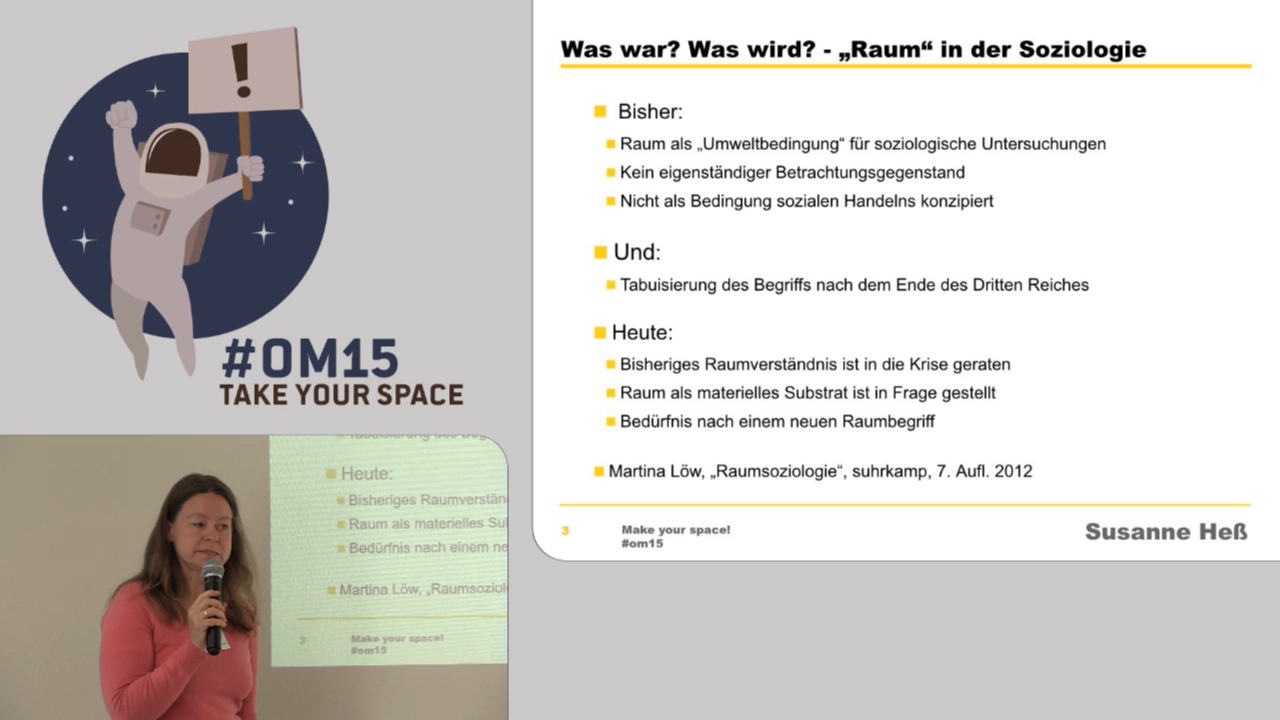 !
#OM15
TAKE YOUR SPACE
Was war? Was wird? - „Raum“ in der Soziologie
Bisher:
Raum als „Umweltbedingung“ für soziologische Untersuchungen
Kein eigenständiger Betrachtungsgegenstand
Nicht als Bedingung sozialen Handelns konzipiert
Und:
Tabuisierung des Begriffs nach dem Ende des Dritten Reiches
Heute:
Bisheriges Raumverständnis ist in die Krise geraten
Raum als materielles Substrat ist in Frage gestellt
Bedürfnis nach einem neuen Raumbegriff
Martina Löw, „Raumsoziologie“, suhrkamp, 7. Aufl. 2012
3
Make your space!
#om15
Susanne Heß
Tabuisierung des Beg
Heute:
Bisheriges Raumverstän
Raum als materielles Su
Bedürfnis nach einem ne
Martina Löw, „Raumsoziol
3
Make your space!
#om15